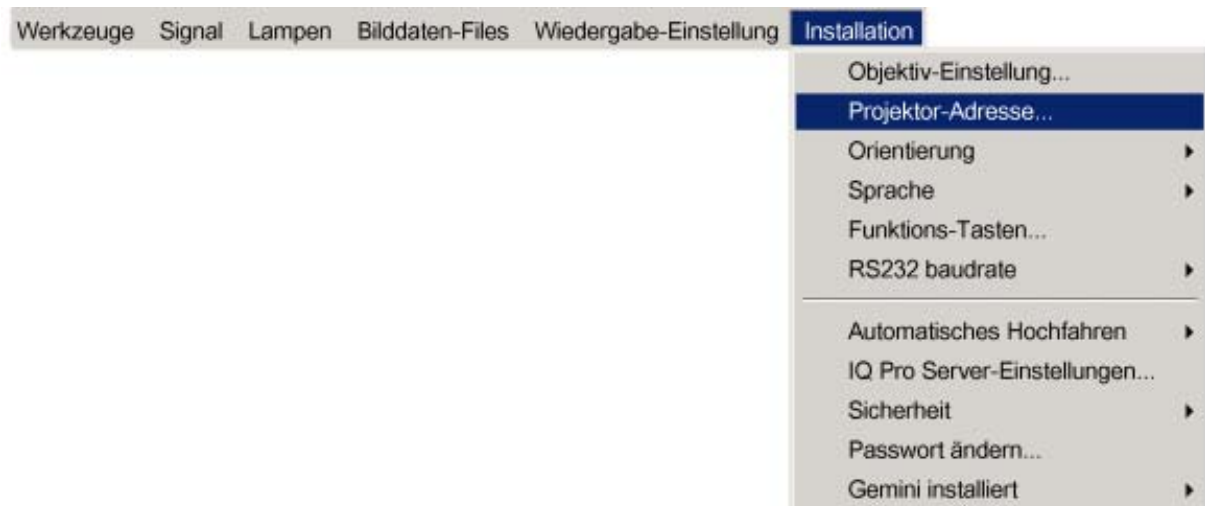 Werkzeuge Signal Lampen Bilddaten-Files Wiedergabe-Einstellung Installation
Objektiv-Einstellung...
Projektor-Adresse...
Orientierung
Sprache
Funktions-Tasten...
RS232 baudrate
Automatisches Hochfahren
IQ Pro Server-Einstellungen...
Sicherheit
Passwort ändern...
Gemini installiert